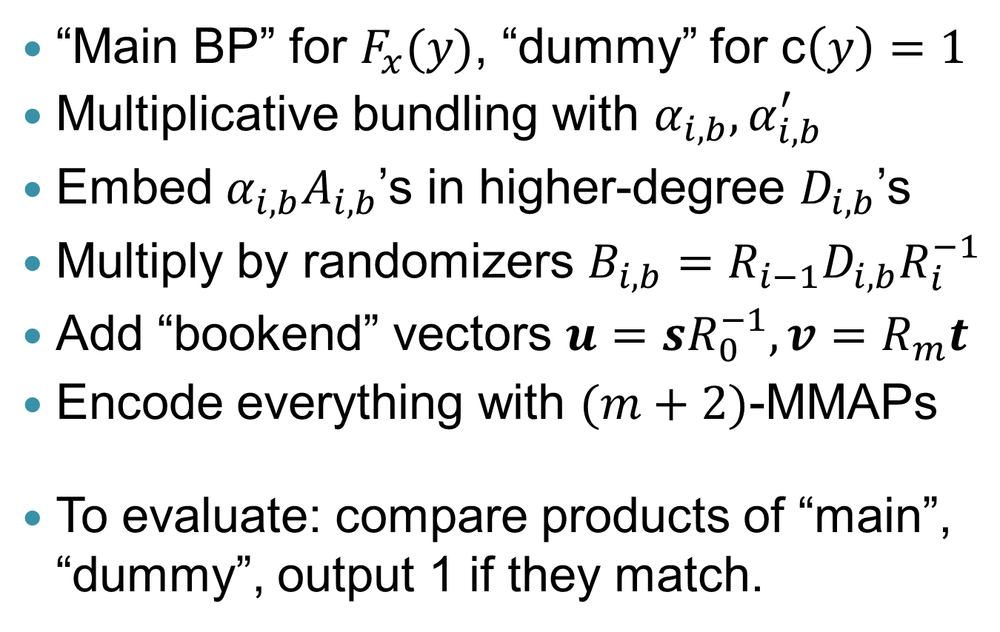 • “Main BP” for $F_x(y)$, “dummy” for $\mathrm{c}(y) = 1$
• Multiplicative bundling with $\alpha_{i,b}, \alpha'_{i,b}$
• Embed $\alpha_{i,b}A_{i,b}$’s in higher-degree $D_{i,b}$’s
• Multiply by randomizers $B_{i,b} = R_{i-1}D_{i,b}R_i^{-1}$
• Add “bookend” vectors $\boldsymbol{u} = \boldsymbol{s}R_0^{-1}, \boldsymbol{v} = R_m\boldsymbol{t}$
• Encode everything with $(m + 2)$-MMAPs
• To evaluate: compare products of “main”,
“dummy”, output 1 if they match.